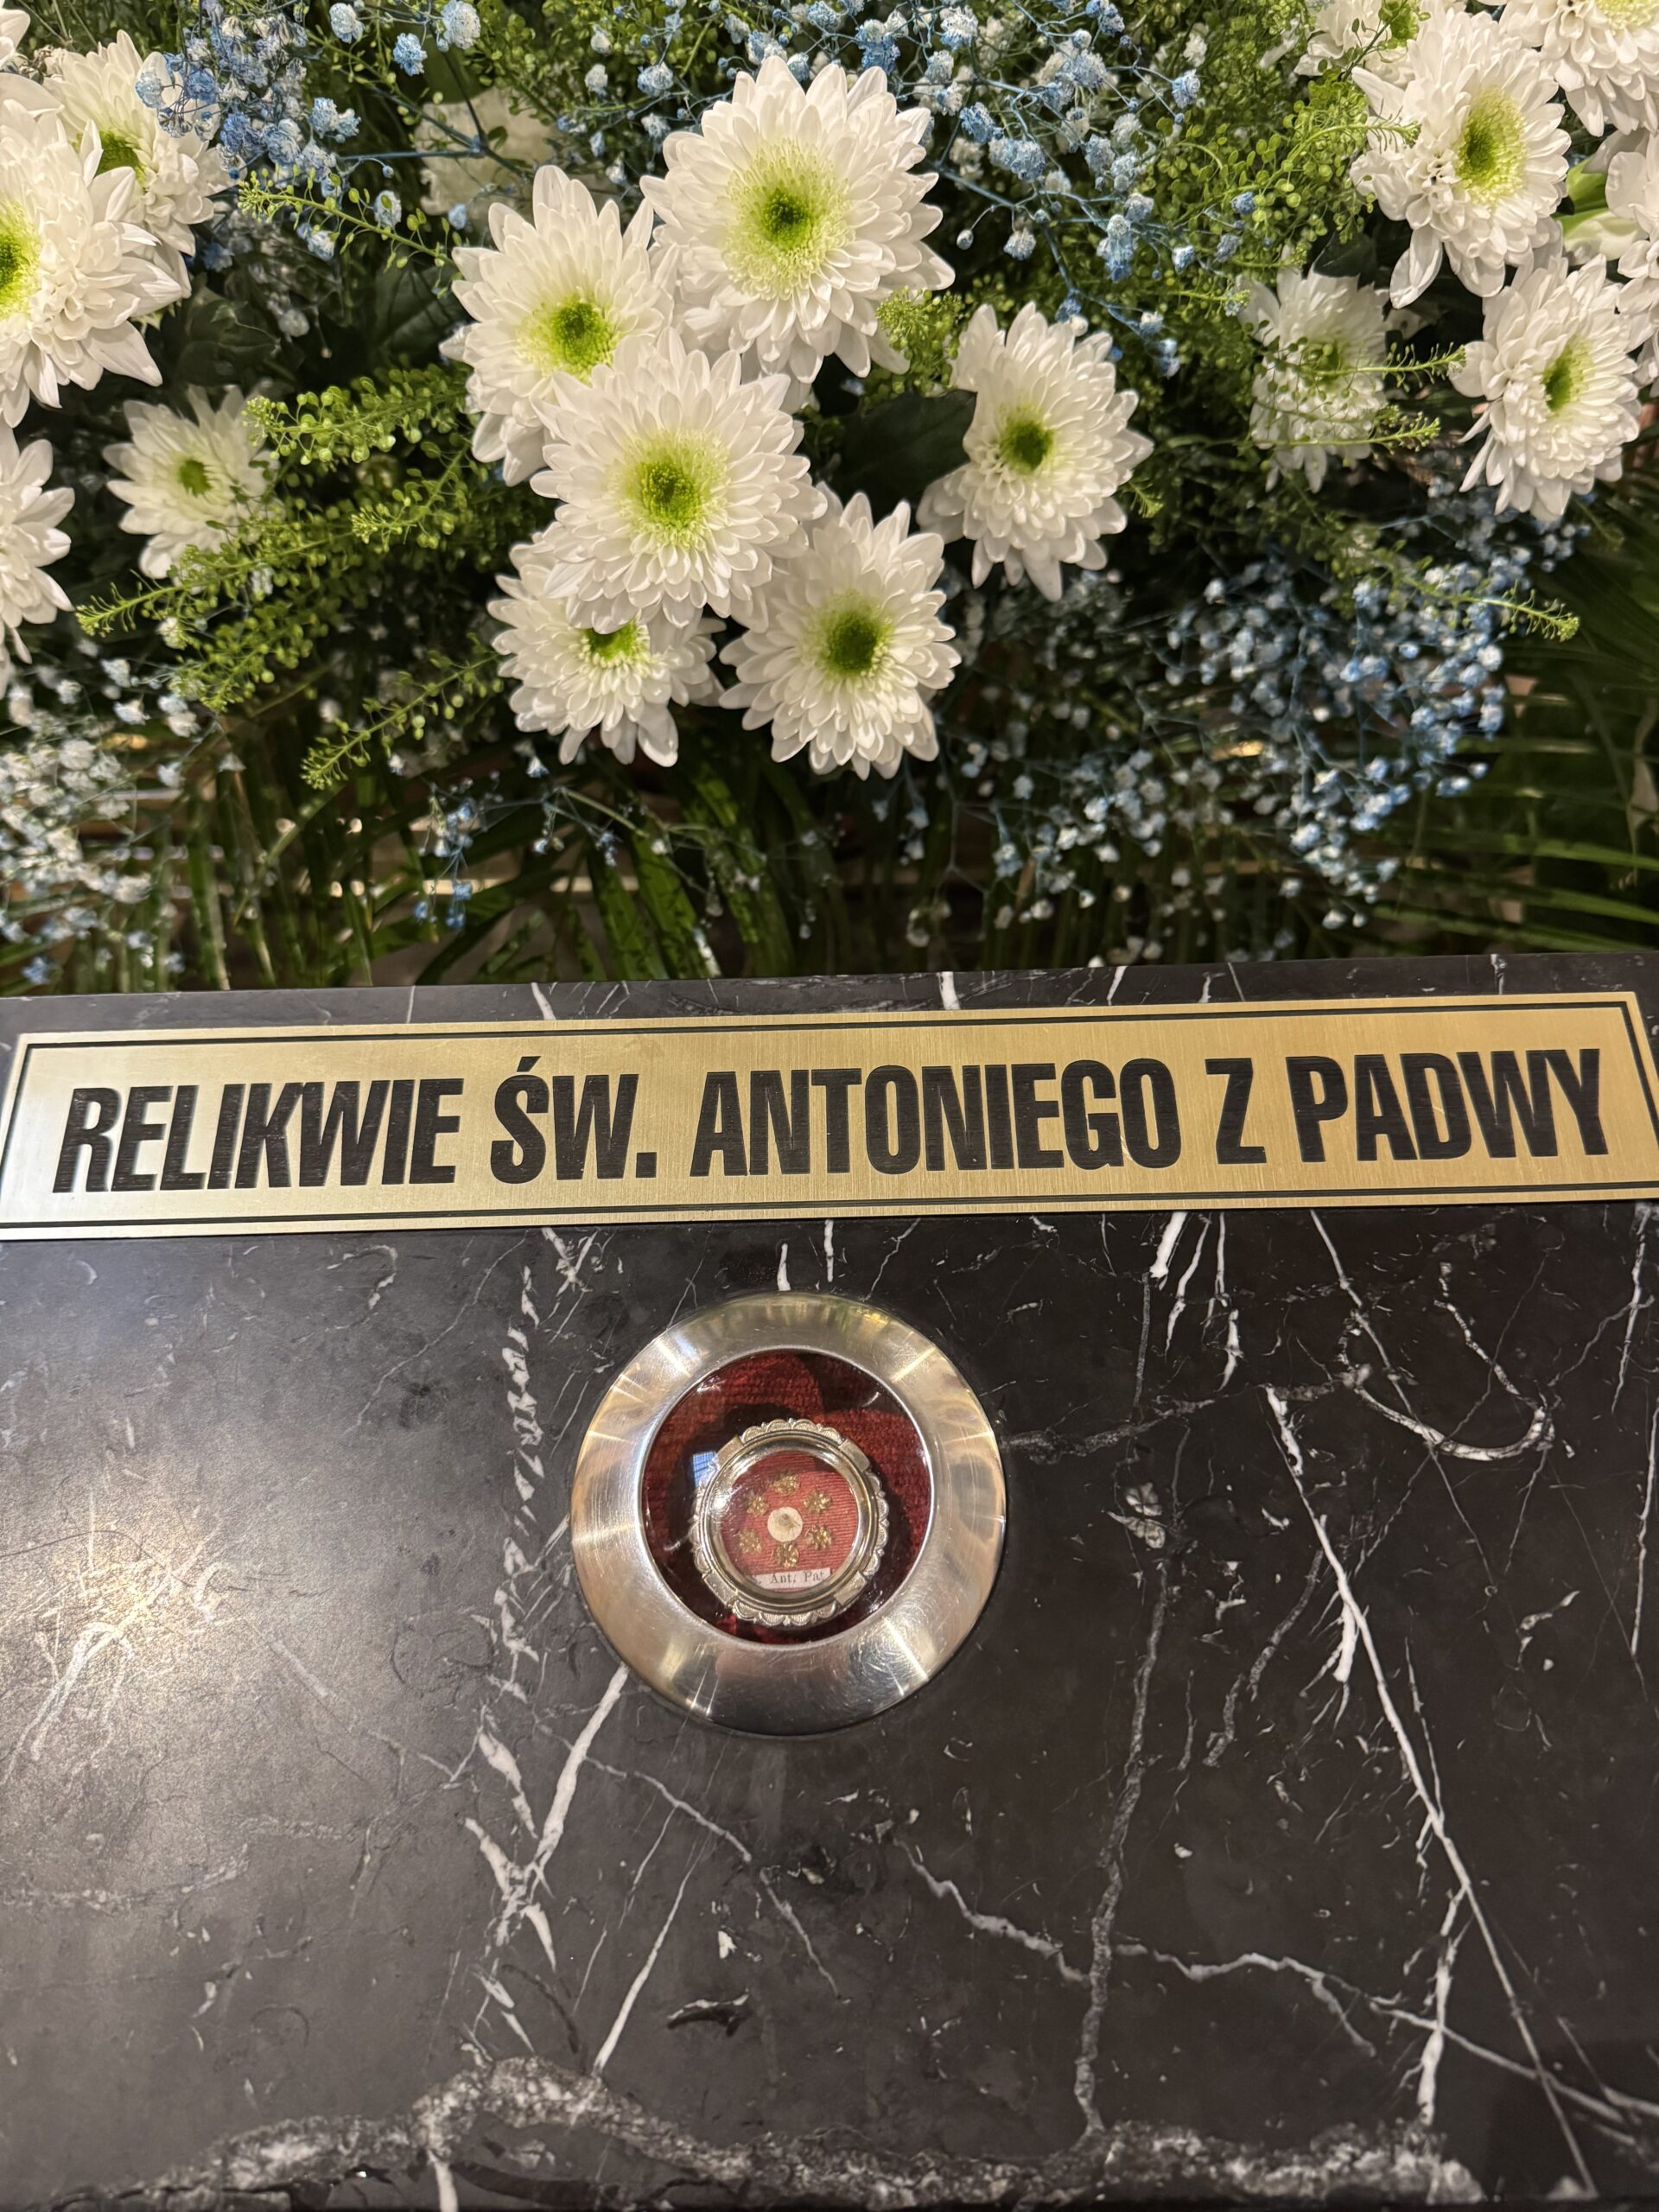 RELIKWIE ŚW. ANTONIEGO Z PADWY
Ant. Pat